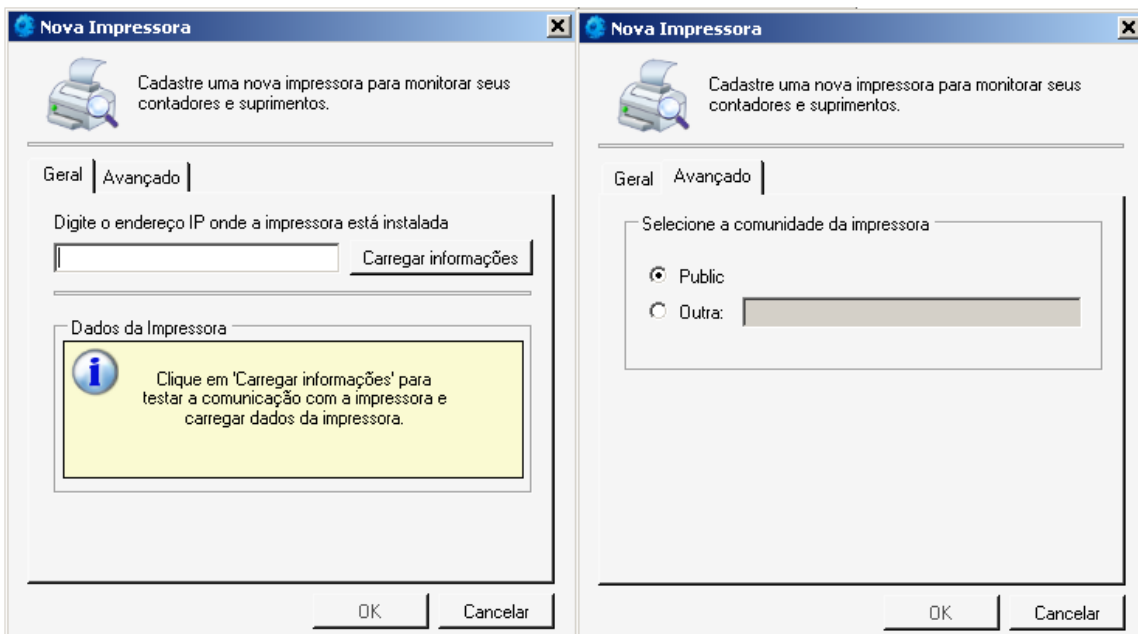 Nova Impressora
Cadastre uma nova impressora para monitorar seus
contadores e suprimentos.
Geral Avançado
Digite o endereço IP onde a impressora está instalada
Carregar informações
Dados da Impressora
Clique em 'Carregar informações' para
testar a comunicação com a impressora e
carregar dados da impressora.
OK Cancelar
Nova Impressora
Cadastre uma nova impressora para monitorar seus
contadores e suprimentos.
Geral Avançado
Selecione a comunidade da impressora
Public
Outra:
OK Cancelar